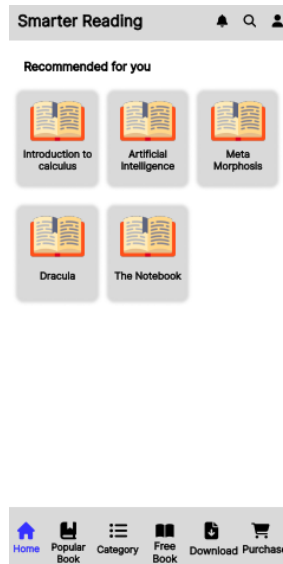 Smarter Reading
Recommended for you
Introduction to
calculus
Artificial
Intelligence
Meta
Morphosis
Dracula
The Notebook
Home
Popular
Book
Category
Free
Book
Download
Purchase